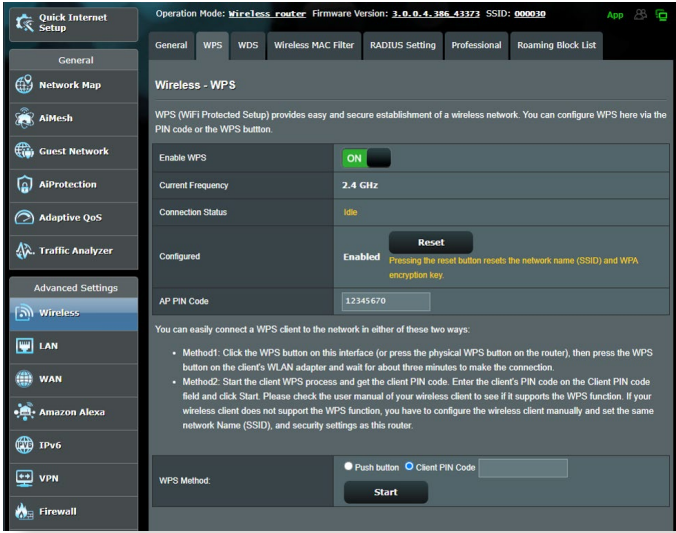 Quick Internet
Setup
Operation Mode: Wireless router Firmware Version: 3.0.0.4.386_43373 SSID: 000030
App
General
WPS
WDS
Wireless MAC Filter
RADIUS Setting
Professional
Roaming Block List
General
Network Map
AiMesh
Guest Network
AiProtection
Adaptive QoS
Traffic Analyzer
Advanced Settings
Wireless
LAN
WAN
Amazon Alexa
IPv6
IPv6
VPN
Firewall
Wireless - WPS
WPS (WiFi Protected Setup) provides easy and secure establishment of a wireless network. You can configure WPS here via the
PIN code or the WPS buttton.
Enable WPS
ON
Current Frequency
2.4 GHz
Connection Status
Idle
Configured
Enabled
Reset
Pressing the reset button resets the network name (SSID) and WPA
encryption key.
AP PIN Code
12345670
You can easily connect a WPS client to the network in either of these two ways:
• Method1: Click the WPS button on this interface (or press the physical WPS button on the router), then press the WPS
button on the client's WLAN adapter and wait for about three minutes to make the connection.
• Method2: Start the client WPS process and get the client PIN code. Enter the client's PIN code on the Client PIN code
field and click Start. Please check the user manual of your wireless client to see if it supports the WPS function. If your
wireless client does not support the WPS function, you have to configure the wireless client manually and set the same
network Name (SSID), and security settings as this router.
WPS Method:
Push button
Client PIN Code
Start